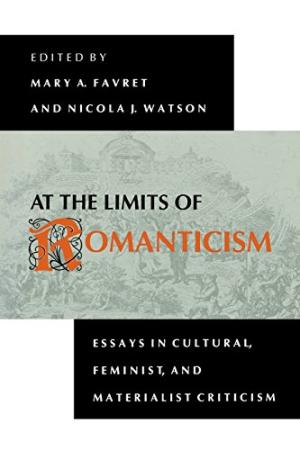 EDITED BY
MARY A. FAVRET
AND NICOLA J. WATSON
AT THE LIMITS OF
ROMANTICISM
ESSAYS IN CULTURAL,
FEMINIST, AND
MATERIALIST CRITICISM